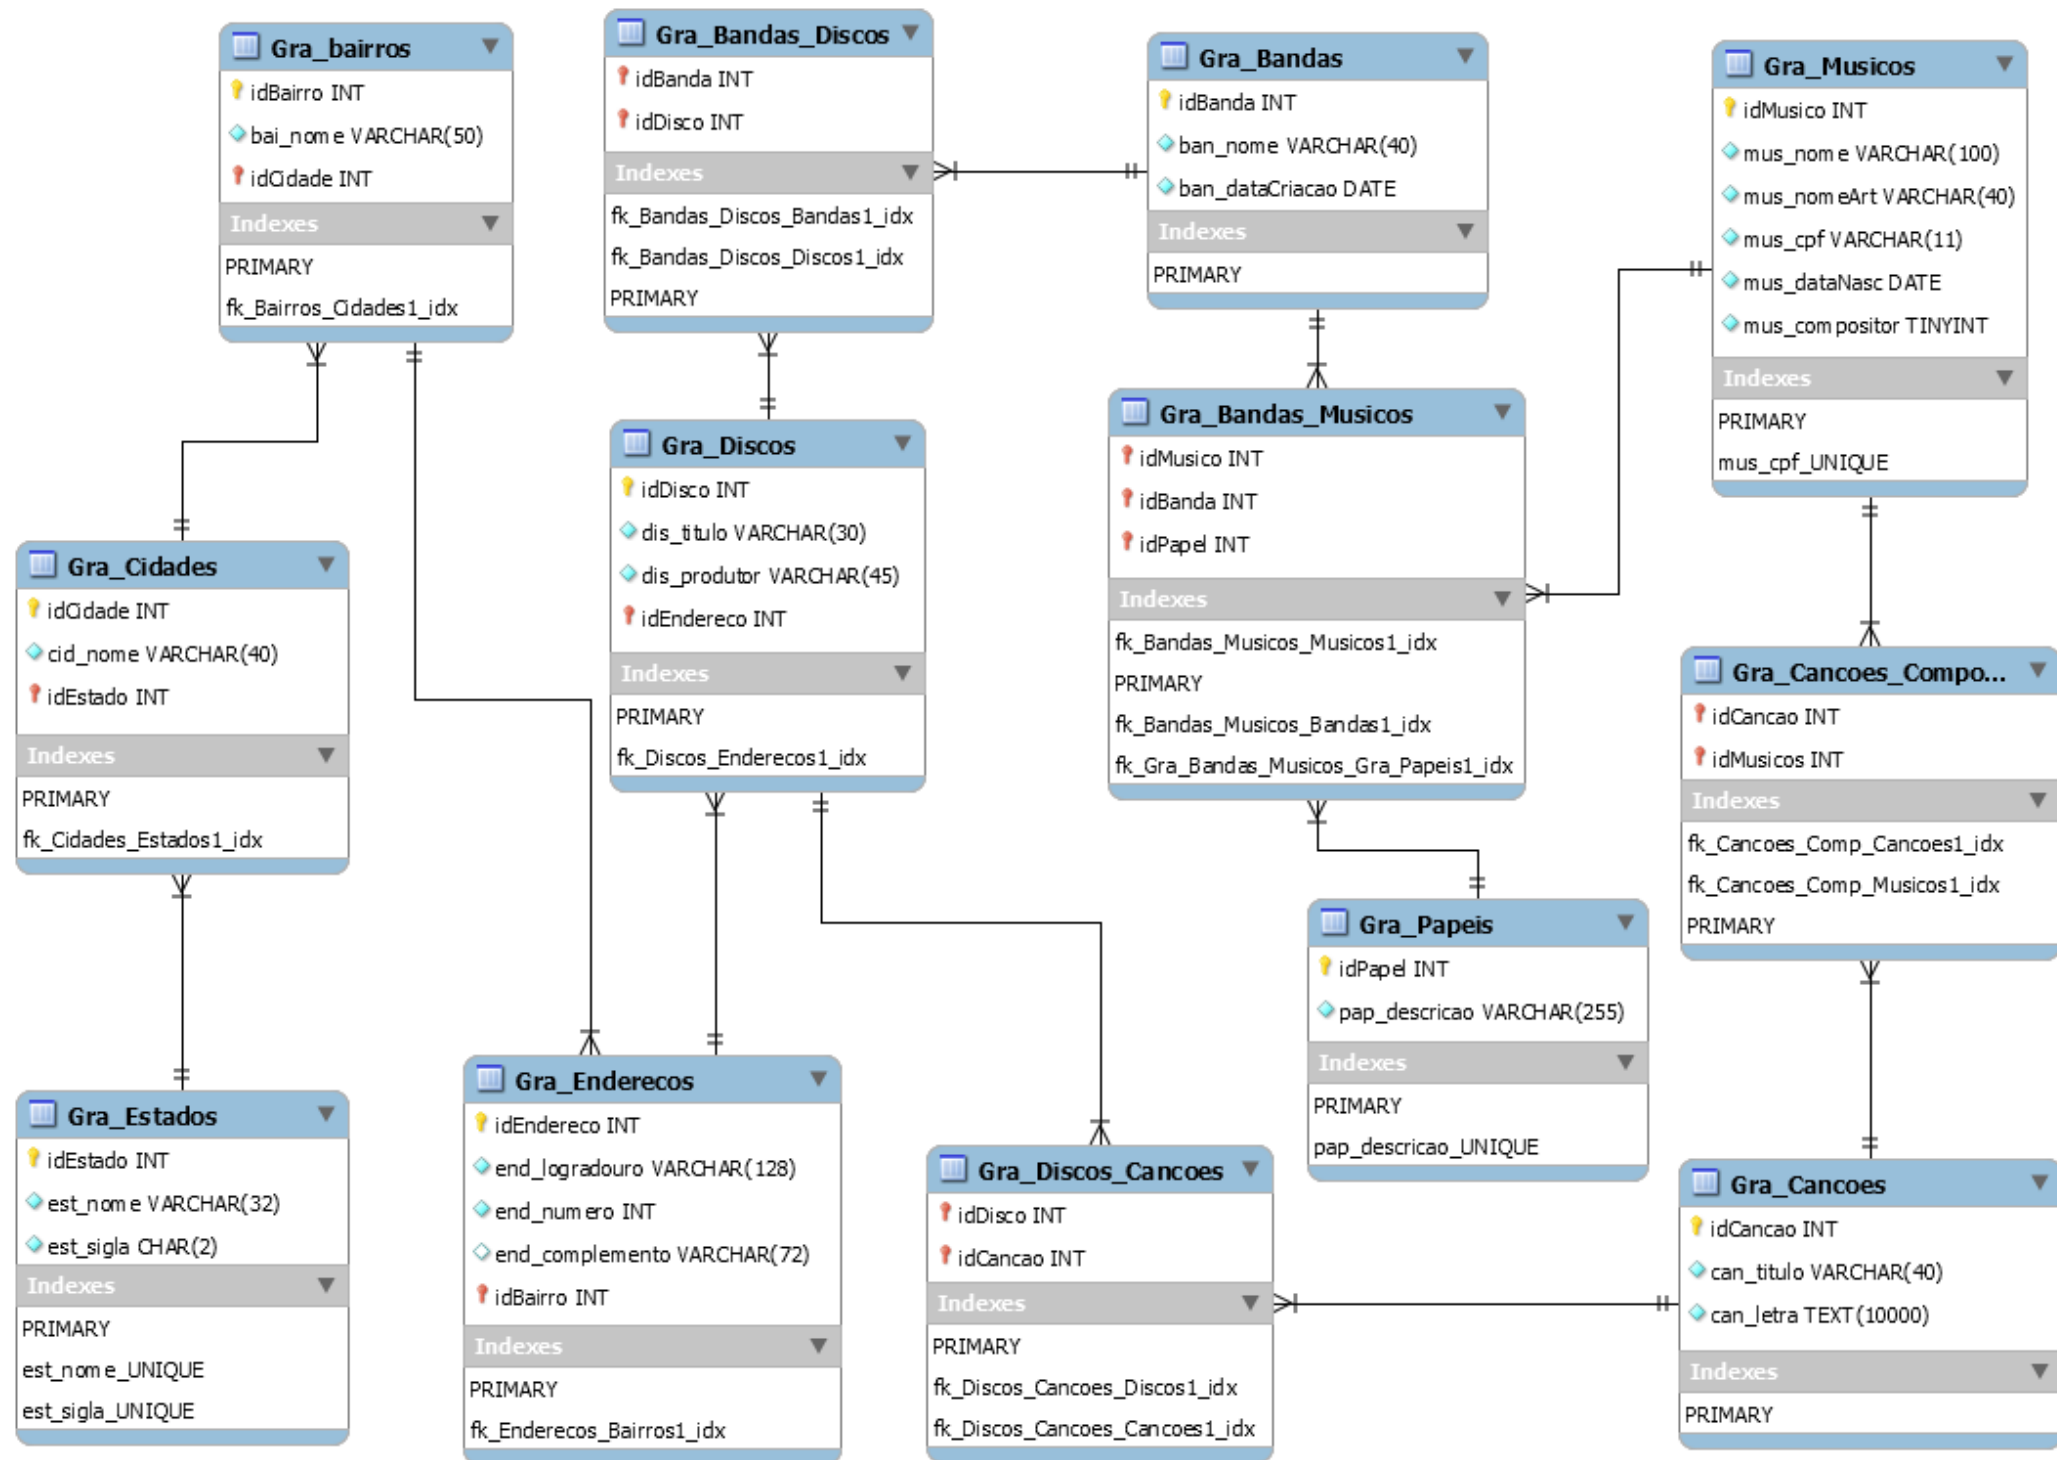 Gra_bairros
idBairro INT
bai_nome VARCHAR(50)
idCidade INT
Indexes
PRIMARY
fk_Bairros_Cidades1_idx
Gra_Bandas_Discos
idBanda INT
idDisco INT
Indexes
fk_Bandas_Discos_Bandas1_idx
fk_Bandas_Discos_Discos1_idx
PRIMARY
Gra_Bandas
idBanda INT
ban_nome VARCHAR(40)
ban_dataCriacao DATE
Indexes
PRIMARY
Gra_Musicos
idMusico INT
mus_nome VARCHAR(100)
mus_nomeArt VARCHAR(40)
mus_cpf VARCHAR(11)
mus_dataNasc DATE
mus_compositor TINYINT
Indexes
PRIMARY
mus_cpf_UNIQUE
Gra_Cidades
idCidade INT
cid_nome VARCHAR(40)
idEstado INT
Indexes
PRIMARY
fk_Cidades_Estados1_idx
Gra_Discos
idDisco INT
dis_titulo VARCHAR(30)
dis_produtor VARCHAR(45)
idEndereco INT
Indexes
PRIMARY
fk_Discos_Enderecos1_idx
Gra_Bandas_Musicos
idMusico INT
idBanda INT
idPapel INT
Indexes
fk_Bandas_Musicos_Musicos1_idx
PRIMARY
fk_Bandas_Musicos_Bandas1_idx
fk_Gra_Bandas_Musicos_Gra_Papeis1_idx
Gra_Cancoes_Compo...
idCancao INT
idMusicos INT
Indexes
fk_Cancoes_Comp_Cancoes1_idx
fk_Cancoes_Comp_Musicos1_idx
PRIMARY
Gra_Estados
idEstado INT
est_nome VARCHAR(32)
est_sigla CHAR(2)
Indexes
PRIMARY
est_nome_UNIQUE
est_sigla_UNIQUE
Gra_Enderecos
idEndereco INT
end_logradouro VARCHAR(128)
end_numero INT
end_complemento VARCHAR(72)
idBairro INT
Indexes
PRIMARY
fk_Enderecos_Bairros1_idx
Gra_Discos_Cancoes
idDisco INT
idCancao INT
Indexes
PRIMARY
fk_Discos_Cancoes_Discos1_idx
fk_Discos_Cancoes_Cancoes1_idx
Gra_Papeis
idPapel INT
pap_descricao VARCHAR(255)
Indexes
PRIMARY
pap_descricao_UNIQUE
Gra_Cancoes
idCancao INT
can_titulo VARCHAR(40)
can_letra TEXT(10000)
Indexes
PRIMARY